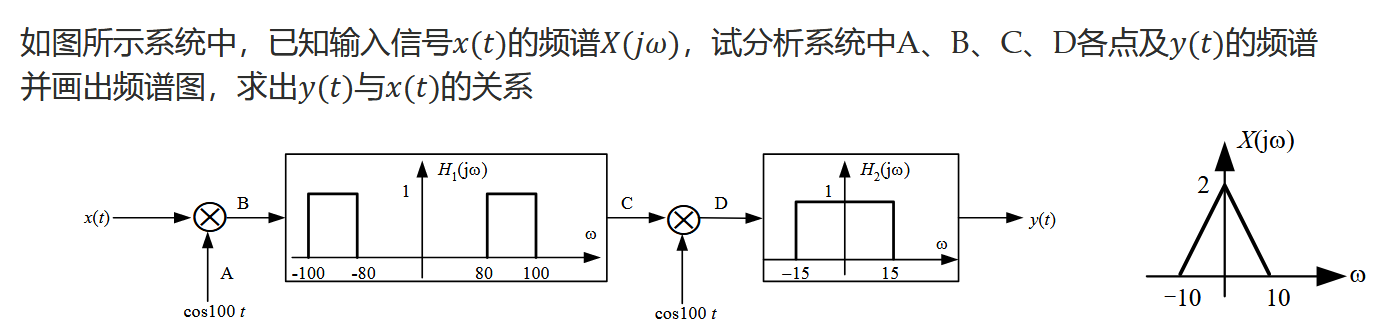 如图所示系统中，已知输入信号x(t)的频谱X(jω)，试分析系统中A、B、C、D各点及y(t)的频谱
并画出频谱图，求出y(t)与x(t)的关系
X(jω)
H₁(jω)
H₂(jω)
2
1
1
B
C
D
x(t)
y(t)
ω
ω
ω
A
-100
-80
80
100
−15
15
−10
10
cos100 t
cos100 t